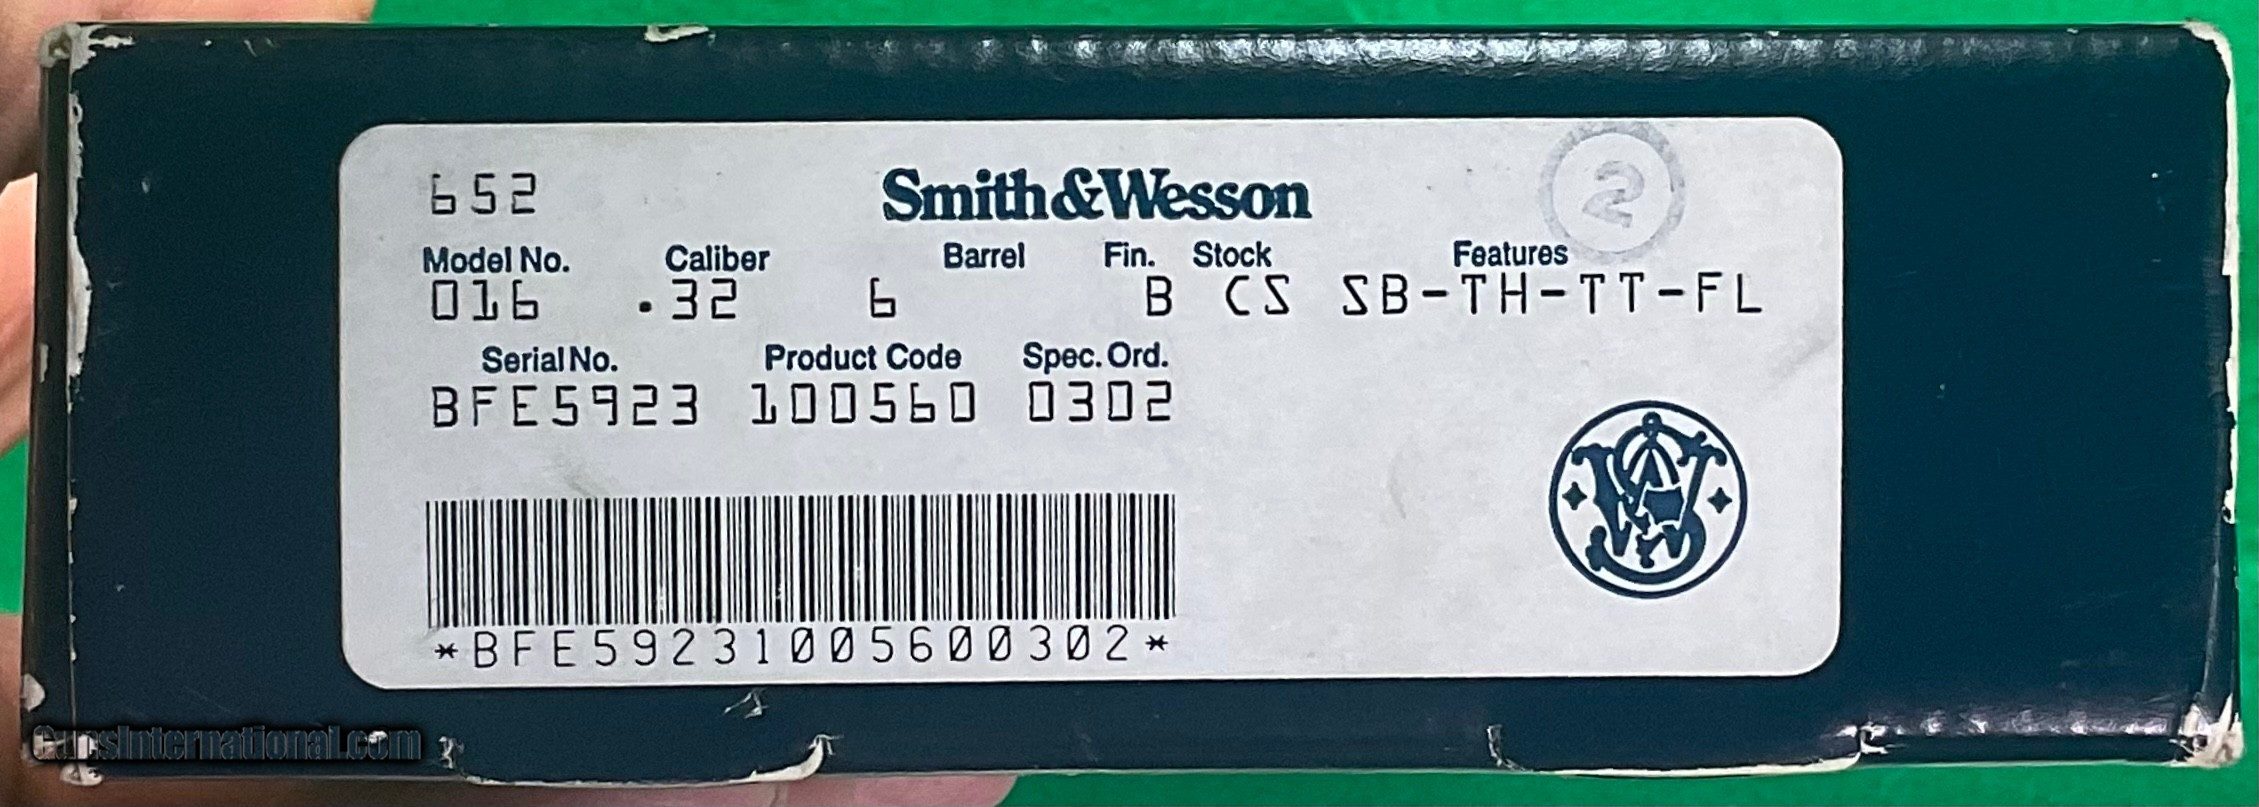 652
Smith&Wesson
2
Model No. Caliber Barrel Fin. Stock Features
016 .32 6 B CS SB-TH-TT-FL
Serial No. Product Code Spec. Ord.
BFE5923 100560 0302
SW
*BFE59231005600302*
GunsInternational.com